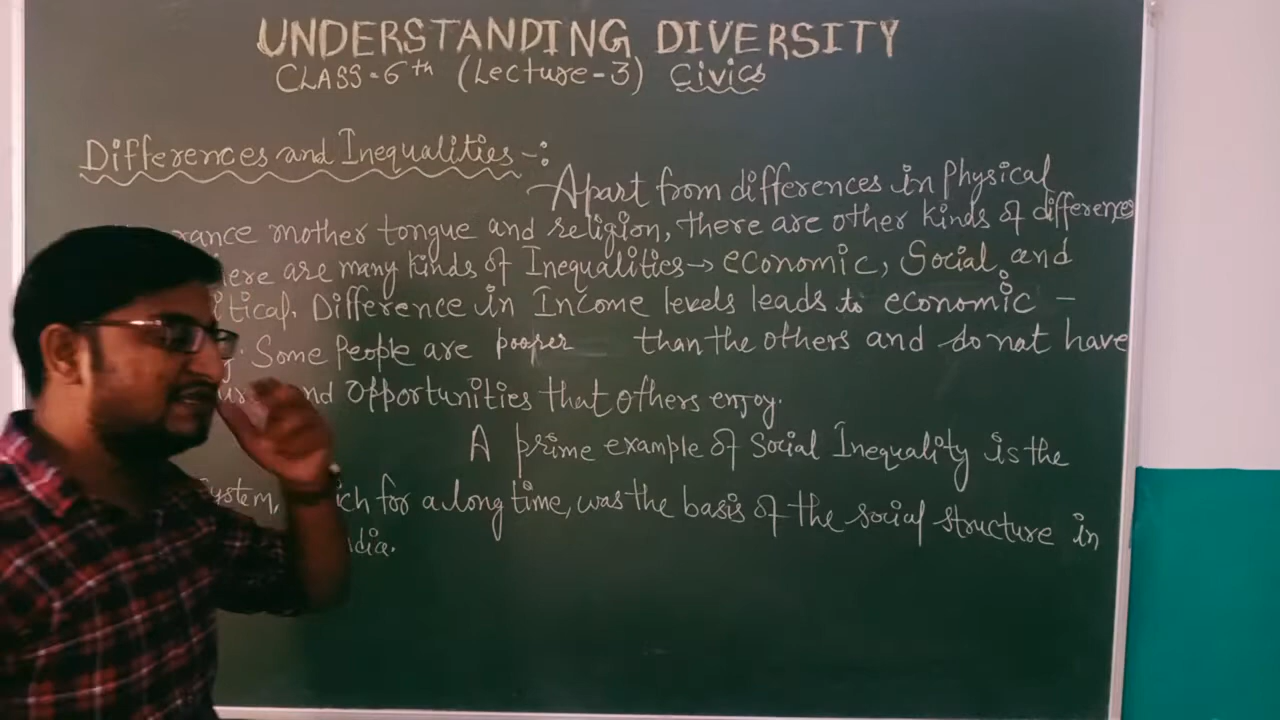 UNDERSTANDING DIVERSITY
CLASS-6th (Lecture-3) Civics
Differences and Inequalities -:
Apart from differences in Physical
mother tongue and religion, there are other kinds of differences
are many kinds of Inequalities → economic, Social, and
Difference in Income levels leads to economic -
Some People are pooper than the others and do not have
Opportunities that others enjoy.
A prime example of Social Inequality is the
System, for a long time, was the basis of the social structure in